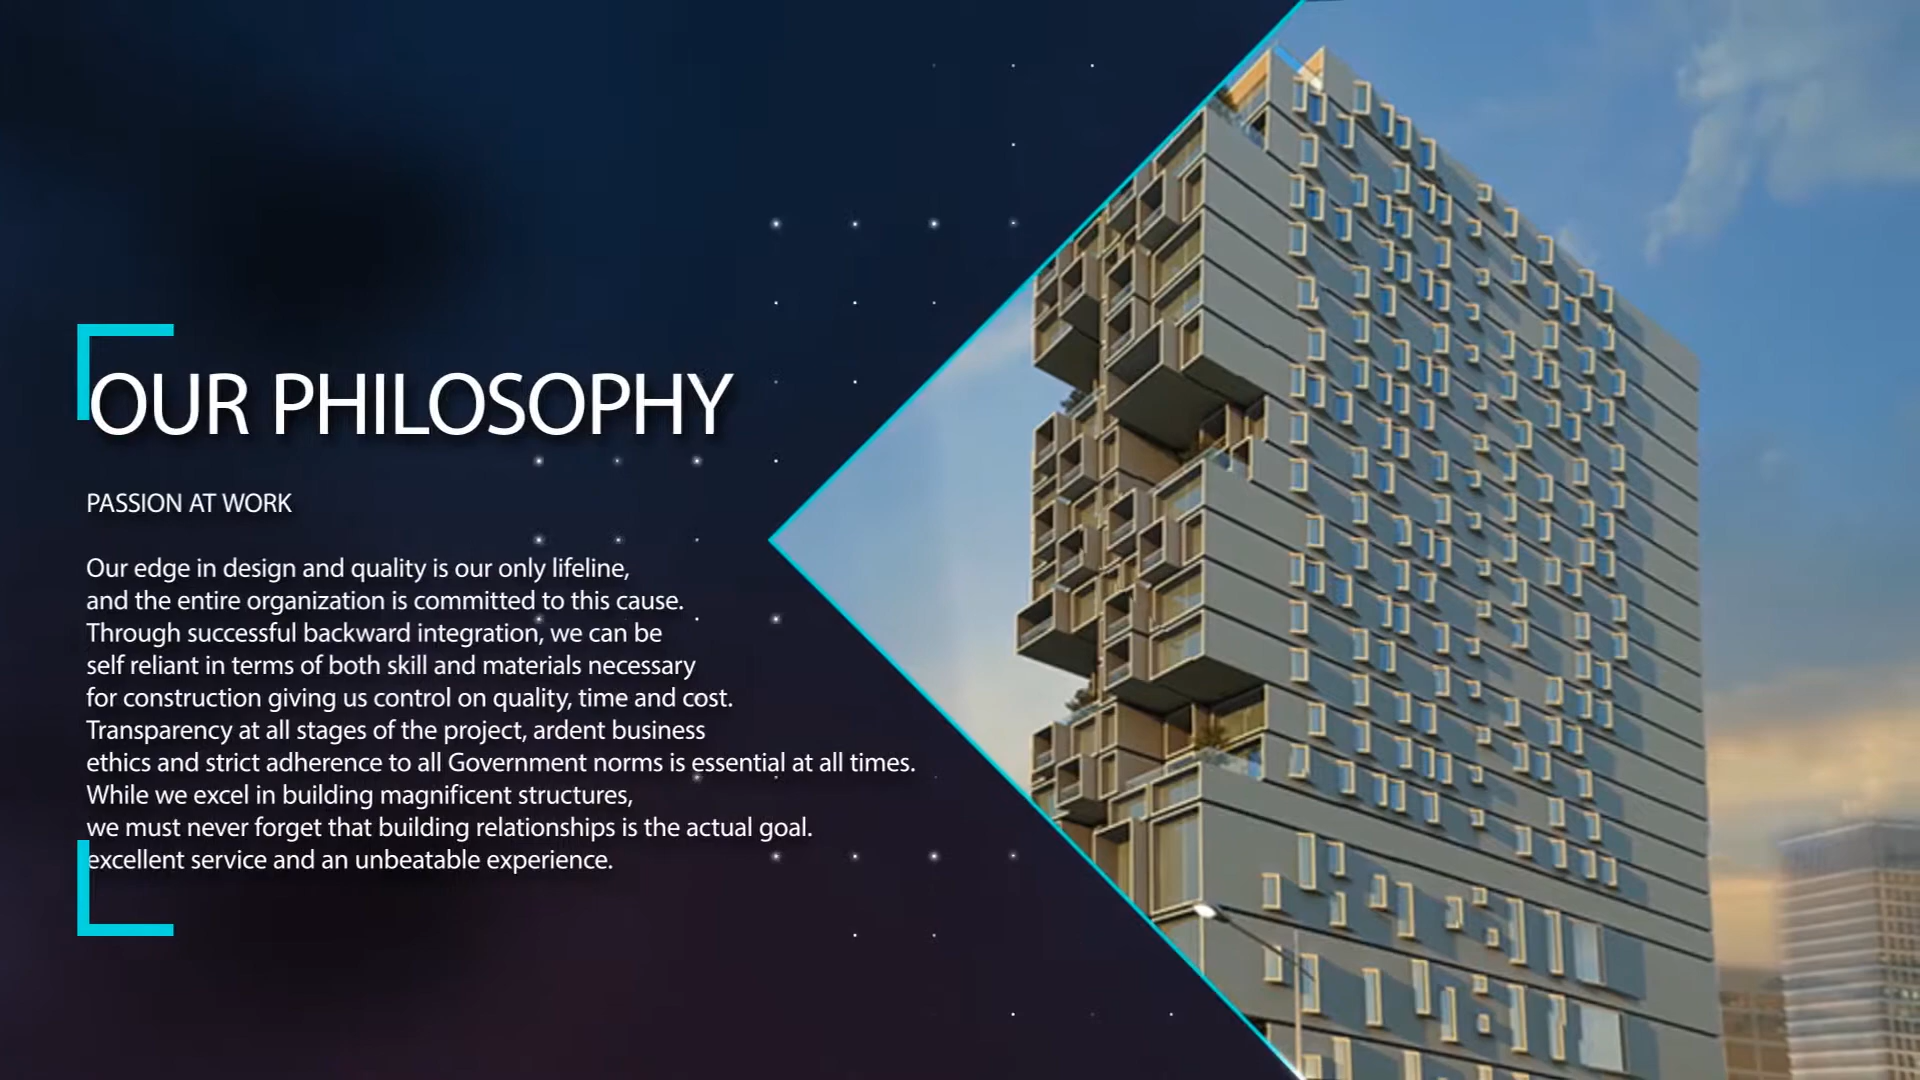 OUR PHILOSOPHY
PASSION AT WORK
Our edge in design and quality is our only lifeline,
and the entire organization is committed to this cause.
Through successful backward integration, we can be
self reliant in terms of both skill and materials necessary
for construction giving us control on quality, time and cost.
Transparency at all stages of the project, ardent business
ethics and strict adherence to all Government norms is essential at all times.
While we excel in building magnificent structures,
we must never forget that building relationships is the actual goal.
excellent service and an unbeatable experience.